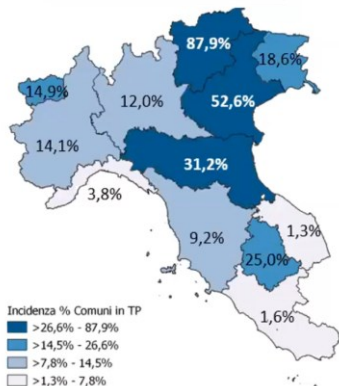 87,9%
18,6%
14,9%
12,0%
52,6%
14,1%
31,2%
3,8%
9,2%
1,3%
25,0%
1,6%
Incidenza % Comuni in TP
>26,6% - 87,9%
>14,5% - 26,6%
>7,8% - 14,5%
>1,3% - 7,8%